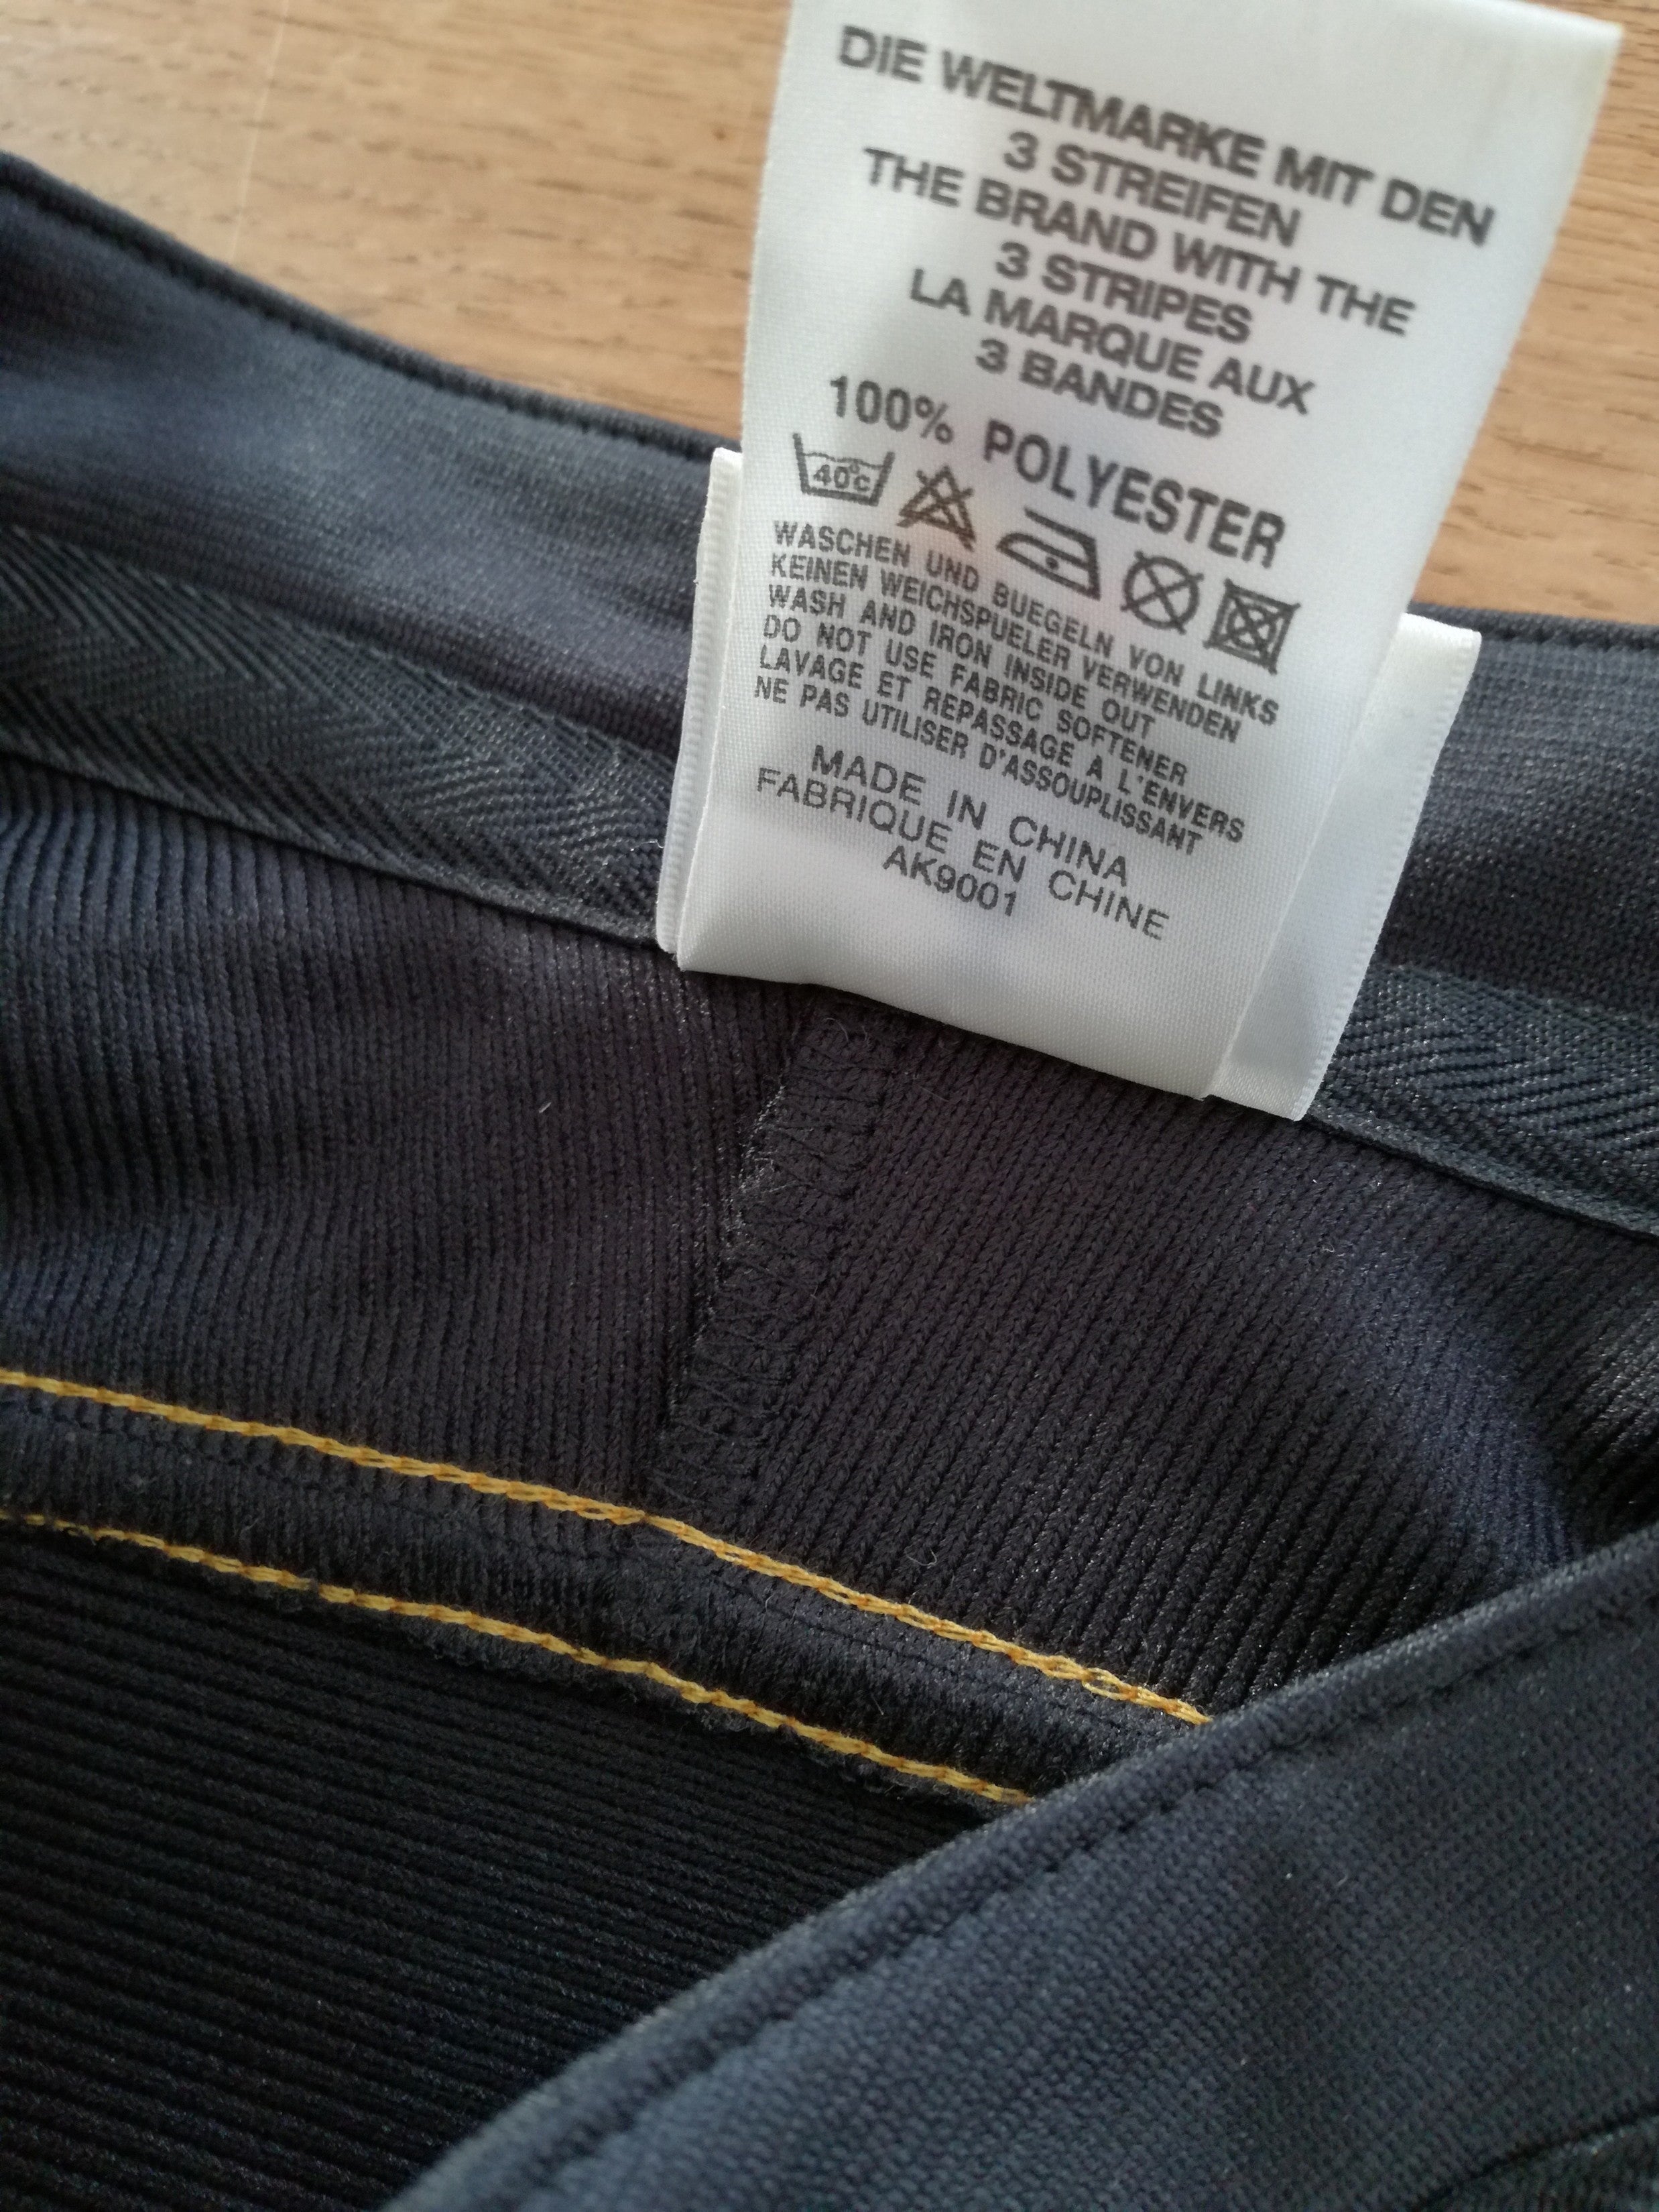 DIE WELTMARKE MIT DEN
3 STREIFEN
THE BRAND WITH THE
3 STRIPES
LA MARQUE AUX
3 BANDES
100% POLYESTER
40°C
WASCHEN UND BUEGELN VON LINKS
KEINEN WEICHSPUELER VERWENDEN
WASH AND IRON INSIDE OUT
DO NOT USE FABRIC SOFTENER
LAVAGE ET REPASSAGE A L'ENVERS
NE PAS UTILISER D'ASSOUPLISSANT
MADE IN CHINA
FABRIQUE EN CHINE
AK9001